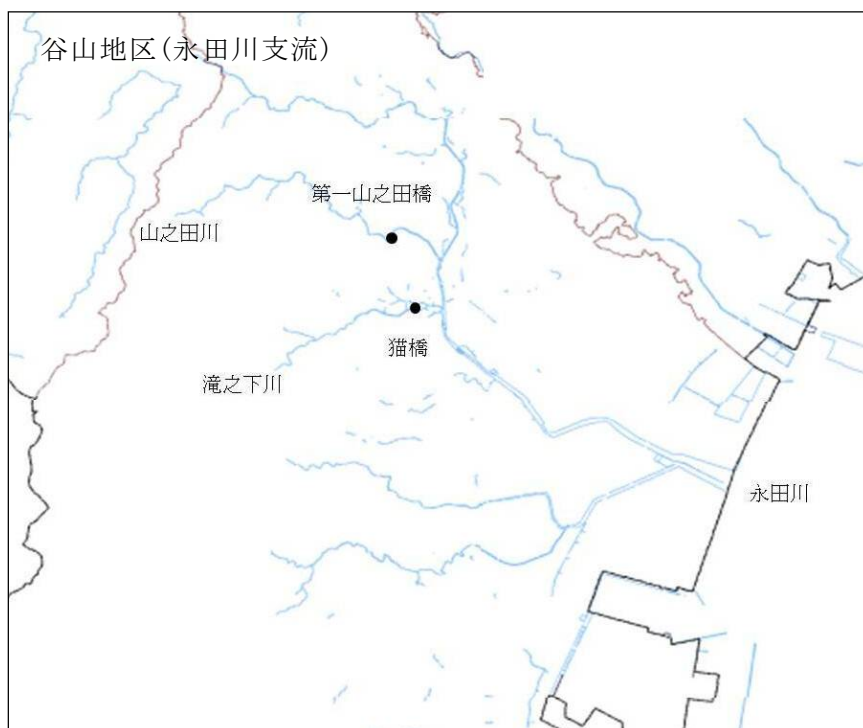 谷山地区(永田川支流)
第一山之田橋
山之田川
猫橋
滝之下川
永田川